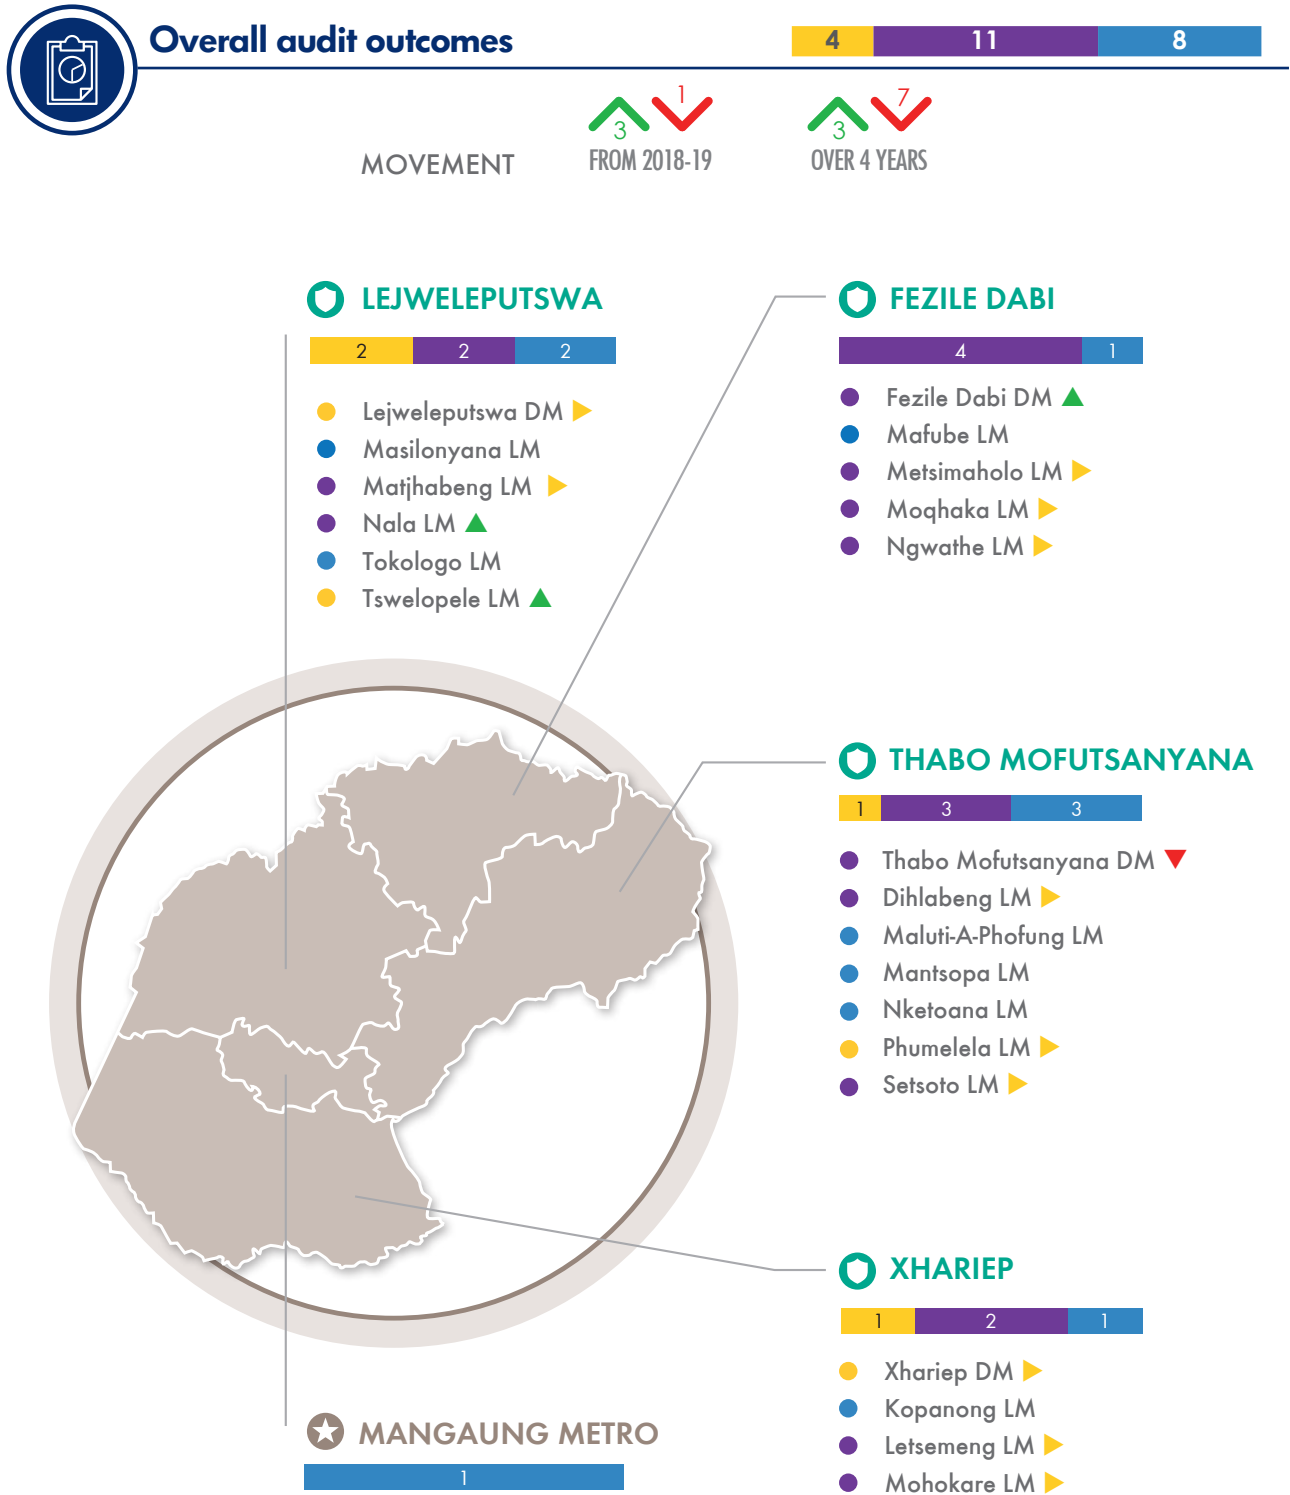 Overall audit outcomes
4 11 8
3 1 3 7
MOVEMENT FROM 2018-19 OVER 4 YEARS
LEJWELEPUTSWA
2 2 2
Lejweleputswa DM
Masilonyana LM
Matjhabeng LM
Nala LM
Tokologo LM
Tswelopele LM
FEZILE DABI
4 1
Fezile Dabi DM
Mafube LM
Metsimaholo LM
Moqhaka LM
Ngwathe LM
THABO MOFUTSANYANA
1 3 3
Thabo Mofutsanyana DM
Dihlabeng LM
Maluti-A-Phofung LM
Mantsopa LM
Nketoana LM
Phumelela LM
Setsoto LM
XHARIEP
1 2 1
Xhariep DM
Kopanong LM
Letsemeng LM
Mohokare LM
MANGAUNG METRO
1